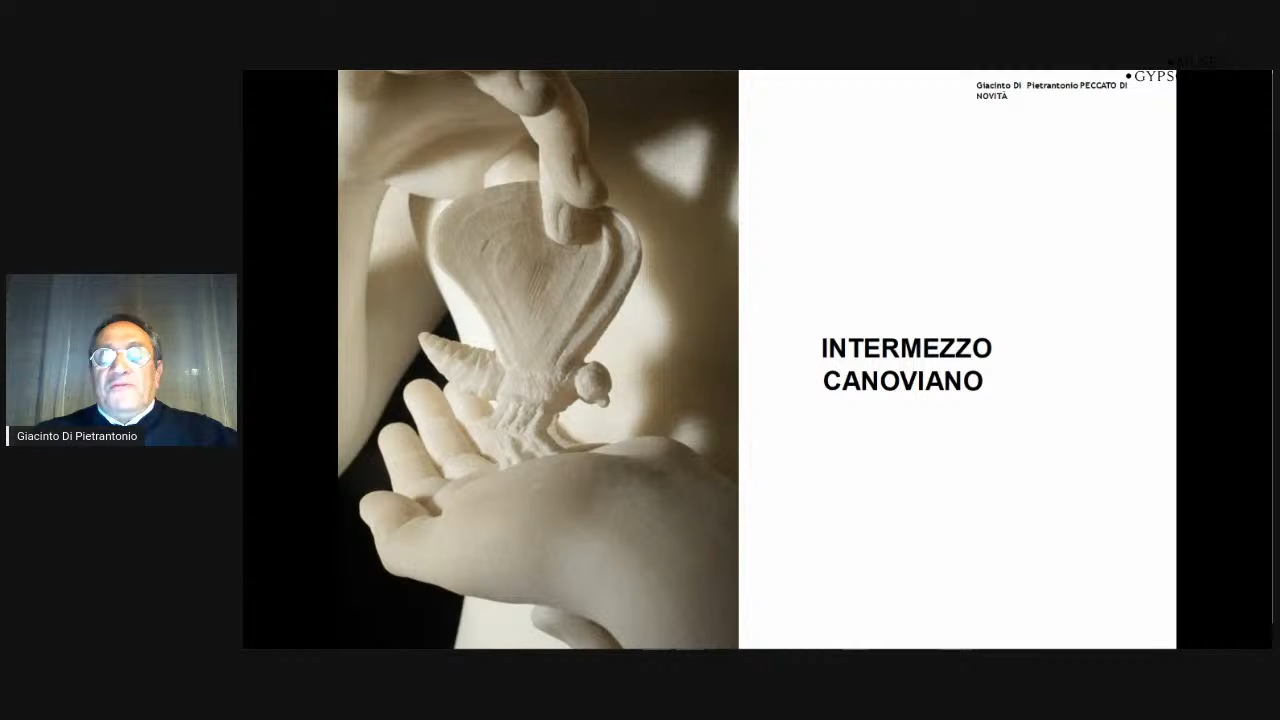 Giacinto Di Pietrantonio PECCATO DI
NOVITÀ
INTERMEZZO
CANOVIANO
Giacinto Di Pietrantonio